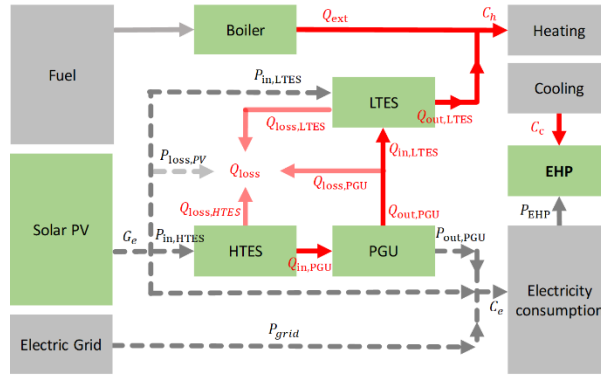 Fuel
Boiler
Q_ext
C_h
Heating
Cooling
P_in,LTES
LTES
Q_loss,LTES
Q_out,LTES
C_c
P_loss,PV
Q_loss
Q_in,LTES
EHP
Q_loss,PGU
Solar PV
Q_loss,HTES
Q_out,PGU
P_EHP
G_e
P_in,HTES
HTES
Q_in,PGU
PGU
P_out,PGU
Electricity
consumption
C_e
Electric Grid
P_grid